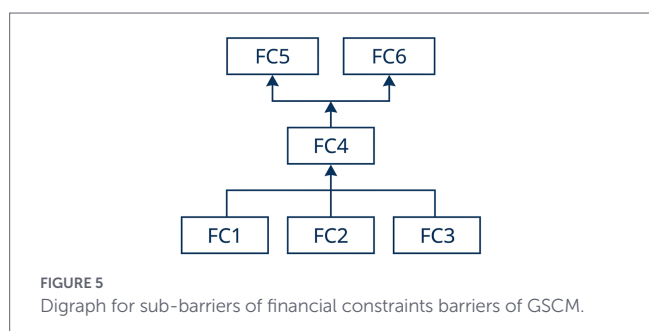 FC5 FC6
FC4
FC1 FC2 FC3
FIGURE 5
Digraph for sub-barriers of financial constraints barriers of GSCM.